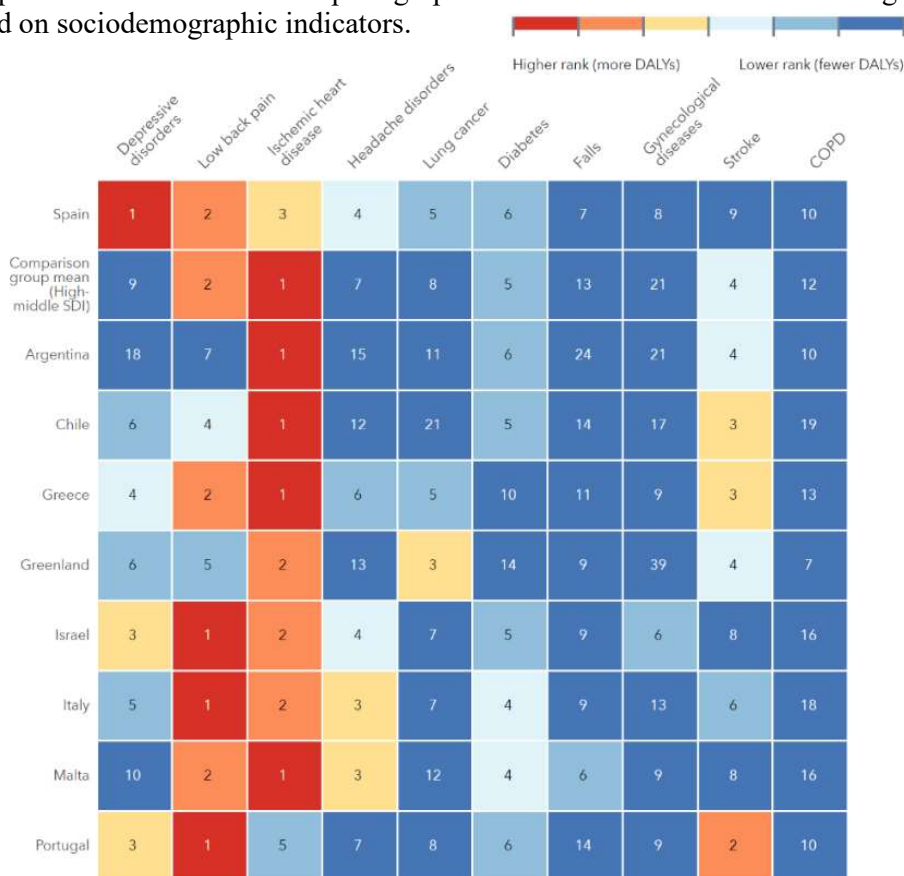 d on sociodemographic indicators.
Higher rank (more DALYs) Lower rank (fewer DALYs)
Depressive
disorders
Low back pain
Ischemic heart
disease
Headache disorders
Lung cancer
Diabetes
Falls
Gynecological
diseases
Stroke
COPD
Spain 1 2 3 4 5 6 7 8 9 10
Comparison
group mean
(High-
middle SDI) 9 2 1 7 8 5 13 21 4 12
Argentina 18 7 1 15 11 6 24 21 4 10
Chile 6 4 1 12 21 5 14 17 3 19
Greece 4 2 1 6 5 10 11 9 3 13
Greenland 6 5 2 13 3 14 9 39 4 7
Israel 3 1 2 4 7 5 9 6 8 16
Italy 5 1 2 3 7 4 9 13 6 18
Malta 10 2 1 3 12 4 6 9 8 16
Portugal 3 1 5 7 8 6 14 9 2 10